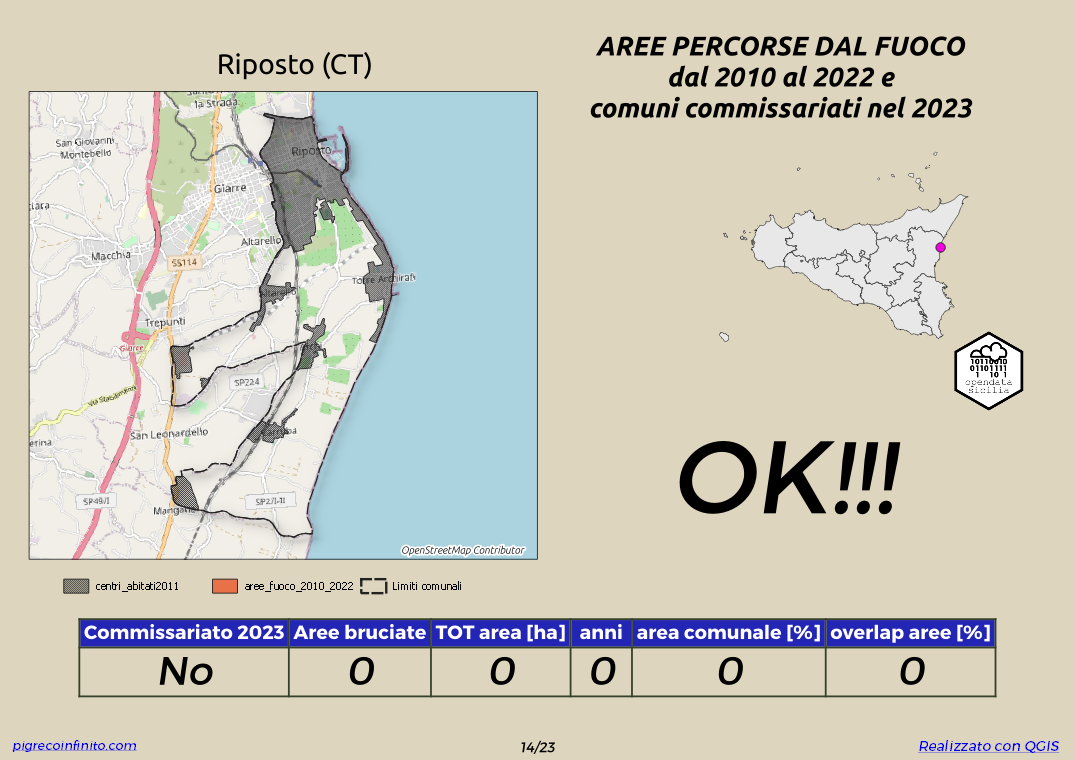 Riposto (CT)
AREE PERCORSE DAL FUOCO
dal 2010 al 2022 e
comuni commissariati nel 2023
la Strada
San Giovanni
Montebello
Riposto
Giarre
Altarello
Macchia
SS114
Torre Archirafi
Trepunti
Giarre
SP224
San Leonardello
SP49/I
SP2/I-II
OpenStreetMap Contributor
10110010
01101111
1 10 1
opendata
sicilia
OK!!!
centri_abitati2011
aree_fuoco_2010_2022
Limiti comunali
Commissariato 2023 Aree bruciate TOT area [ha] anni area comunale [%] overlap aree [%]
No 0 0 0 0 0
pigrecoinfinito.com
14/23
Realizzato con QGIS